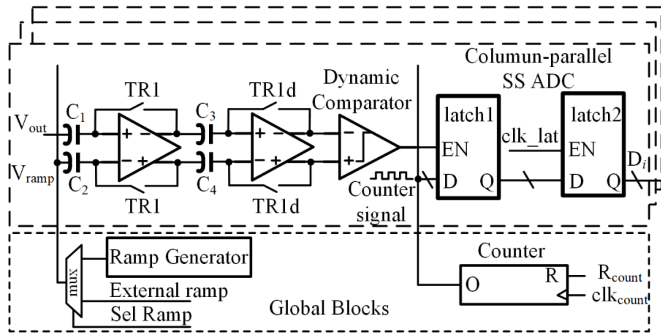 Columun-parallel
SS ADC
TR1
TR1d
Dynamic
Comparator
C1
C3
Vout
latch1
latch2
EN
clk_lat
EN
Di
Vramp
C2
C4
TR1
TR1d
Counter
signal
D
Q
D
Q
Ramp Generator
mux
External ramp
Sel Ramp
Global Blocks
Counter
O
R
Rcount
clkcount